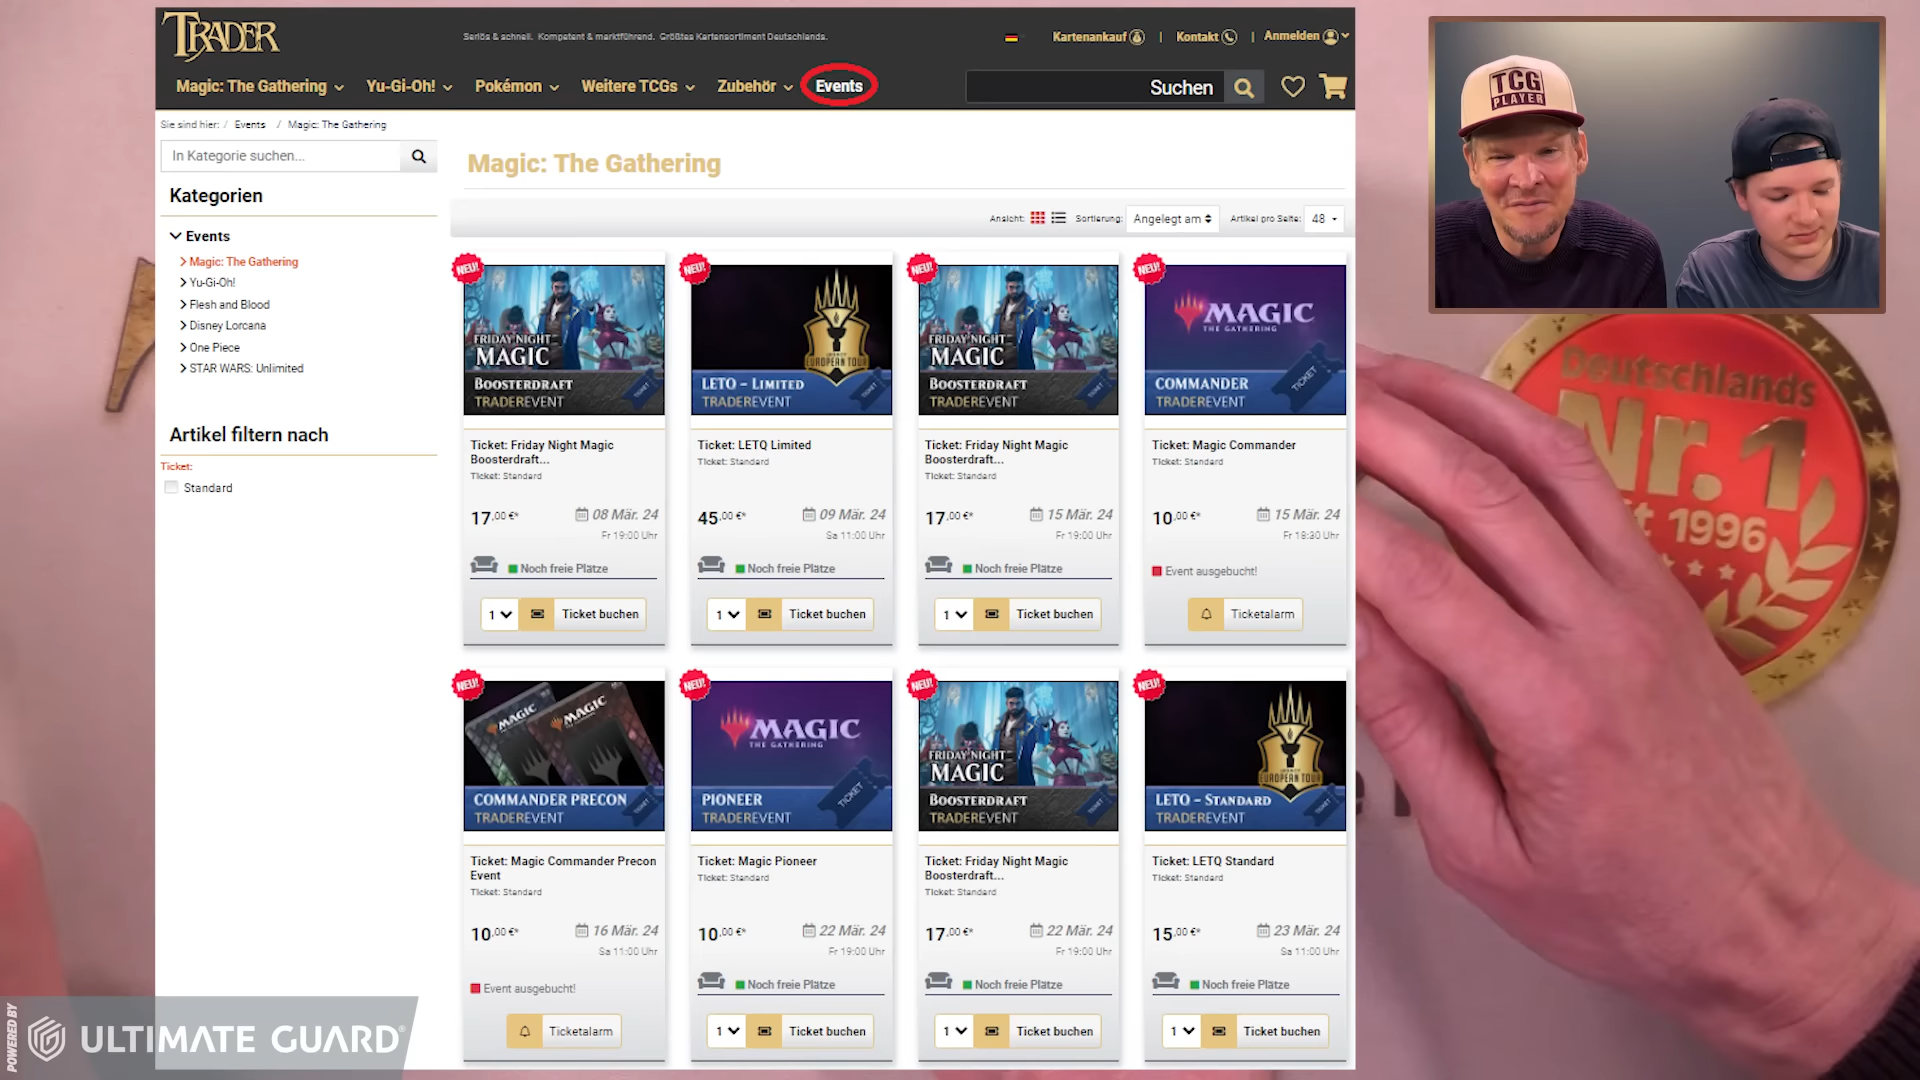 TRADER
Seriös & schnell. Kompetent & marktführend. Größtes Kartensortiment Deutschlands.
Kartenankauf | Kontakt | Anmelden
Magic: The Gathering Yu-Gi-Oh! Pokémon Weitere TCGs Zubehör Events
Suchen
TCG
PLAYER
Sie sind hier: / Events / Magic: The Gathering
In Kategorie suchen...
Kategorien
Events
Magic: The Gathering
Yu-Gi-Oh!
Flesh and Blood
Disney Lorcana
One Piece
STAR WARS: Unlimited
Artikel filtern nach
Ticket:
Standard
Magic: The Gathering
Ansicht: Sortierung: Angelegt am Artikel pro Seite: 48
NEU!
FRIDAY NIGHT
MAGIC
BOOSTERDRAFT
TRADEREVENT
TICKET
Ticket: Friday Night Magic
Boosterdraft...
Ticket: Standard
17,00 €* 08 Mär. 24
Fr 19:00 Uhr
Noch freie Plätze
1 Ticket buchen
NEU!
EUROPEAN TOUR
LETO – LIMITED
TRADEREVENT
TICKET
Ticket: LETQ Limited
Ticket: Standard
45,00 €* 09 Mär. 24
Sa 11:00 Uhr
Noch freie Plätze
1 Ticket buchen
NEU!
FRIDAY NIGHT
MAGIC
BOOSTERDRAFT
TRADEREVENT
TICKET
Ticket: Friday Night Magic
Boosterdraft...
Ticket: Standard
17,00 €* 15 Mär. 24
Fr 19:00 Uhr
Noch freie Plätze
1 Ticket buchen
NEU!
MAGIC
THE GATHERING
COMMANDER
TRADEREVENT
TICKET
Ticket: Magic Commander
Ticket: Standard
10,00 €* 15 Mär. 24
Fr 18:30 Uhr
Event ausgebucht!
Ticketalarm
NEU!
MAGIC
MAGIC
COMMANDER PRECON
TRADEREVENT
TICKET
Ticket: Magic Commander Precon
Event
Ticket: Standard
10,00 €* 16 Mär. 24
Sa 11:00 Uhr
Event ausgebucht!
Ticketalarm
NEU!
MAGIC
THE GATHERING
PIONEER
TRADEREVENT
TICKET
Ticket: Magic Pioneer
Ticket: Standard
10,00 €* 22 Mär. 24
Fr 19:00 Uhr
Noch freie Plätze
1 Ticket buchen
NEU!
FRIDAY NIGHT
MAGIC
BOOSTERDRAFT
TRADEREVENT
TICKET
Ticket: Friday Night Magic
Boosterdraft...
Ticket: Standard
17,00 €* 22 Mär. 24
Fr 19:00 Uhr
Noch freie Plätze
1 Ticket buchen
NEU!
EUROPEAN TOUR
LETO – STANDARD
TRADEREVENT
TICKET
Ticket: LETQ Standard
Ticket: Standard
15,00 €* 23 Mär. 24
Sa 11:00 Uhr
Noch freie Plätze
1 Ticket buchen
Deutschlands
Nr. 1
1996
POWERED BY
ULTIMATE GUARD